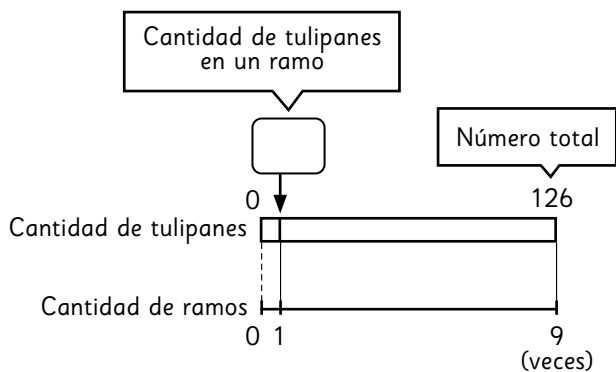 Cantidad de tulipanes
en un ramo
Número total
0
126
Cantidad de tulipanes
Cantidad de ramos
0 1
9
(veces)